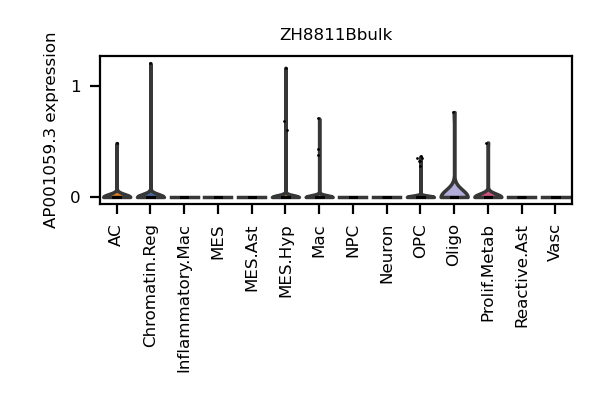 ZH8811Bbulk
AP001059.3 expression
1
0
AC
Chromatin.Reg
Inflammatory.Mac
MES
MES.Ast
MES.Hyp
Mac
NPC
Neuron
OPC
Oligo
Prolif.Metab
Reactive.Ast
Vasc